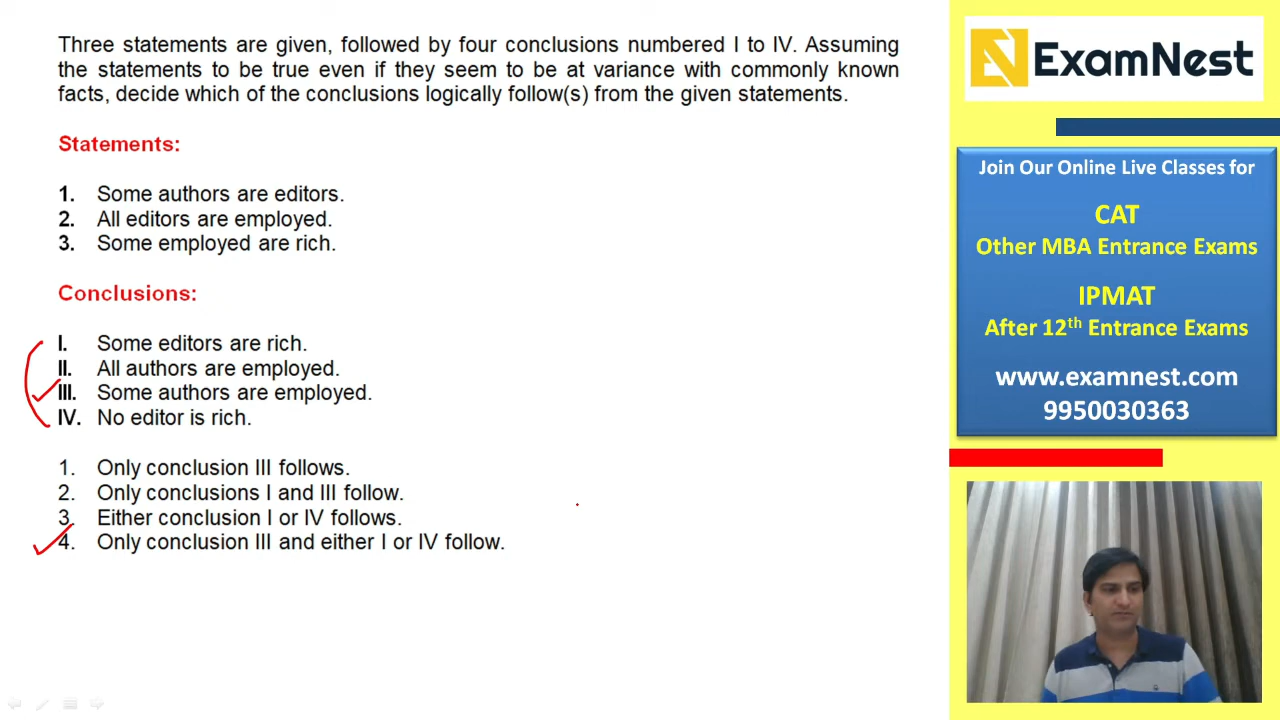 Three statements are given, followed by four conclusions numbered I to IV. Assuming
the statements to be true even if they seem to be at variance with commonly known
facts, decide which of the conclusions logically follow(s) from the given statements.
Statements:
1. Some authors are editors.
2. All editors are employed.
3. Some employed are rich.
Conclusions:
I. Some editors are rich.
II. All authors are employed.
III. Some authors are employed.
IV. No editor is rich.
1. Only conclusion III follows.
2. Only conclusions I and III follow.
3. Either conclusion I or IV follows.
4. Only conclusion III and either I or IV follow.
ExamNest
Join Our Online Live Classes for
CAT
Other MBA Entrance Exams
IPMAT
After 12th Entrance Exams
www.examnest.com
9950030363